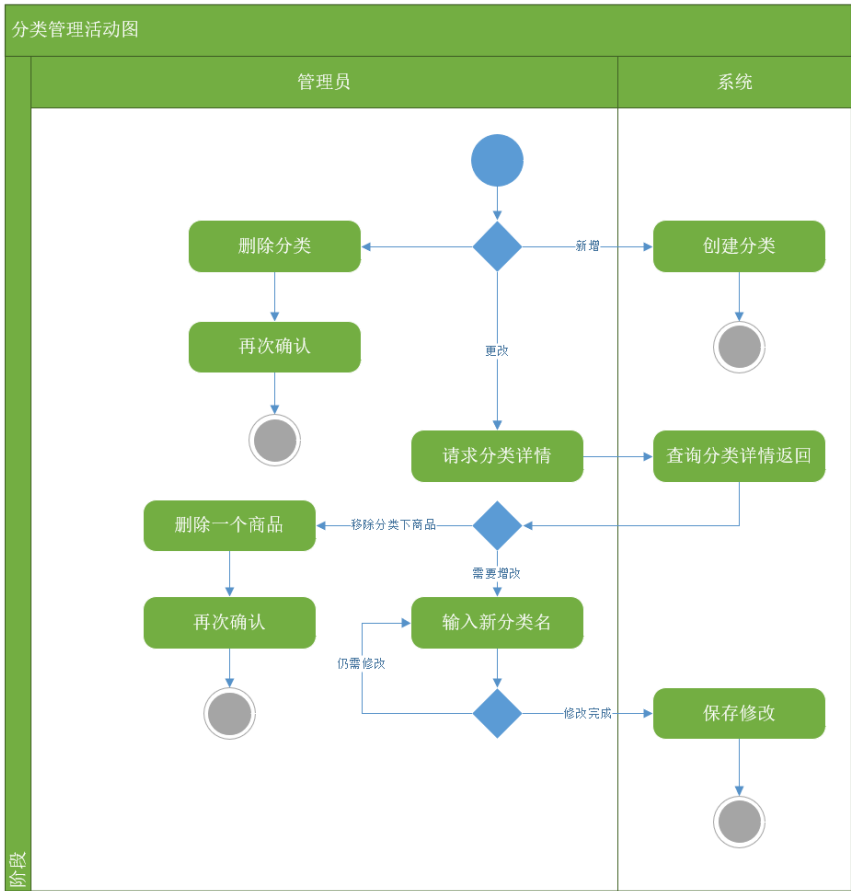 分类管理活动图
管理员
系统
删除分类
新增
创建分类
再次确认
更改
请求分类详情
查询分类详情返回
删除一个商品
移除分类下商品
需要增改
再次确认
输入新分类名
仍需修改
修改完成
保存修改
阶段